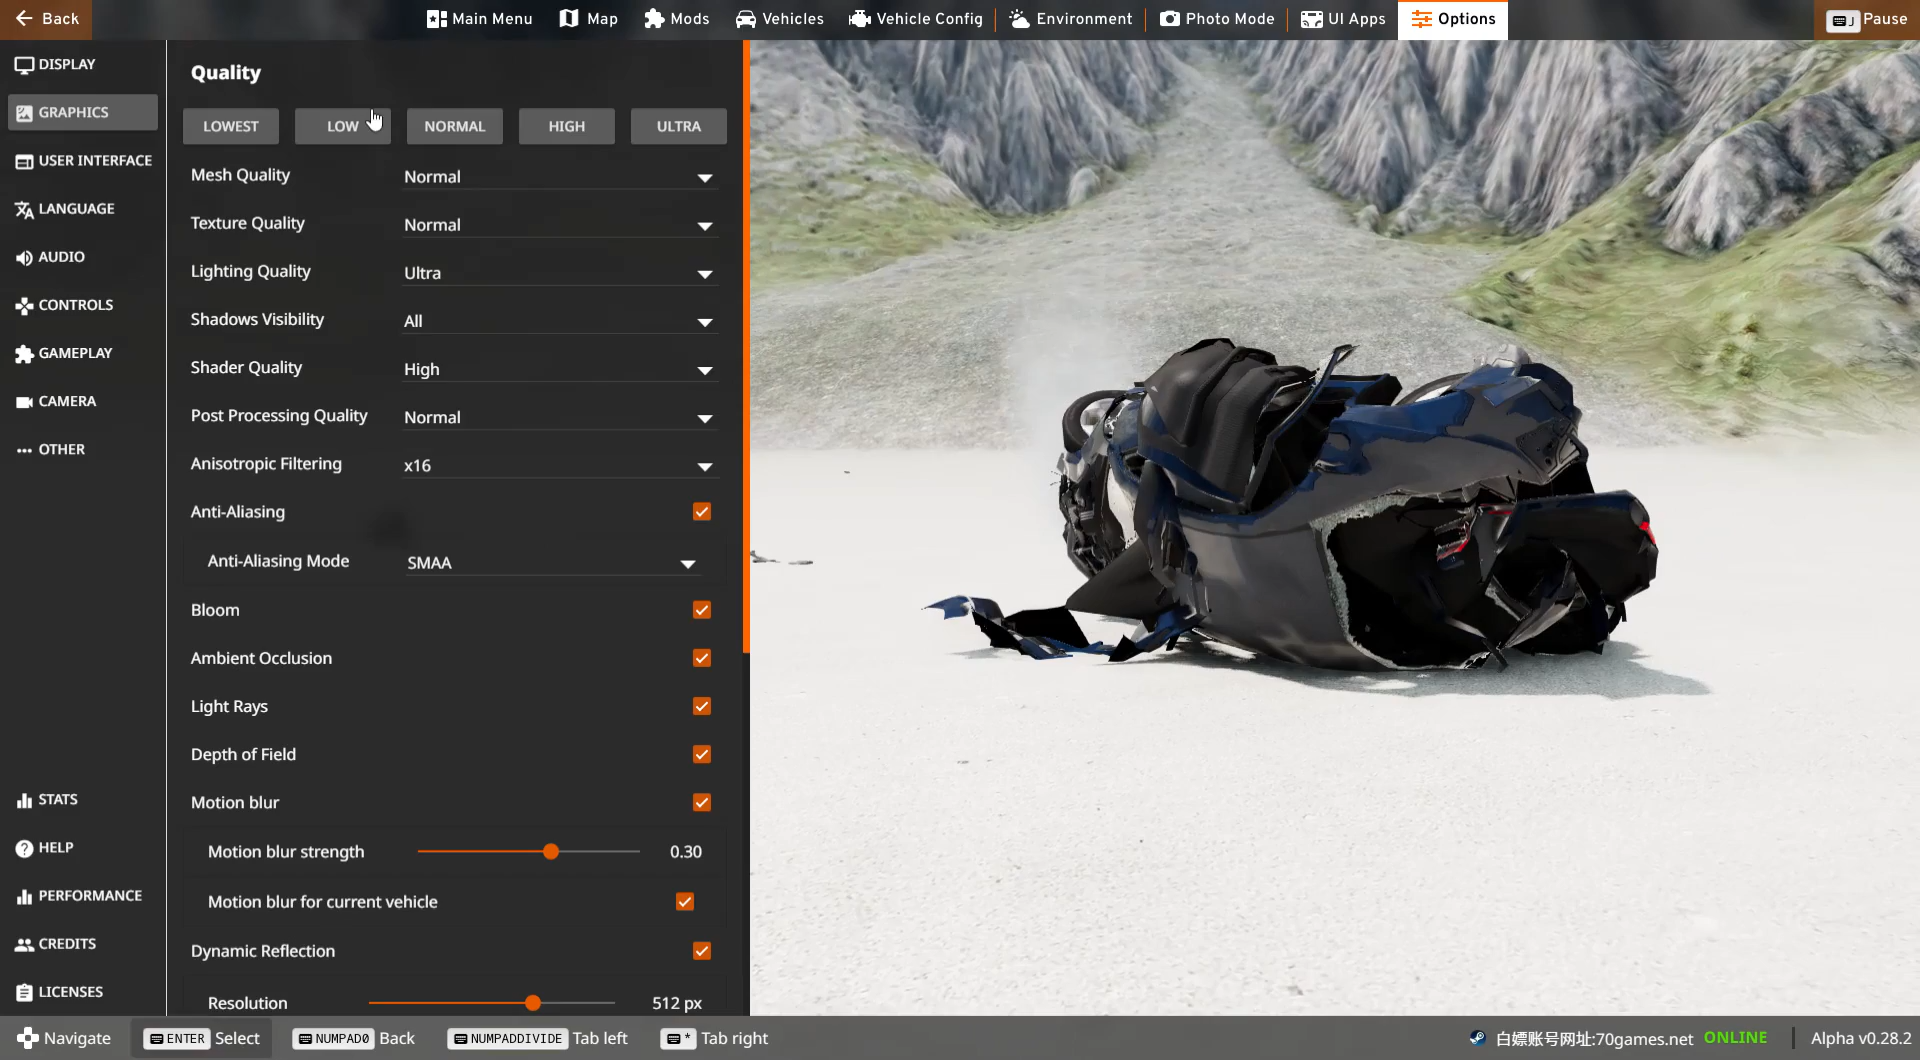 Back
Main Menu
Map
Mods
Vehicles
Vehicle Config
Environment
Photo Mode
UI Apps
Options
J Pause
DISPLAY
GRAPHICS
USER INTERFACE
LANGUAGE
AUDIO
CONTROLS
GAMEPLAY
CAMERA
OTHER
STATS
HELP
PERFORMANCE
CREDITS
LICENSES
Quality
LOWEST
LOW
NORMAL
HIGH
ULTRA
Mesh Quality Normal
Texture Quality Normal
Lighting Quality Ultra
Shadows Visibility All
Shader Quality High
Post Processing Quality Normal
Anisotropic Filtering x16
Anti-Aliasing
Anti-Aliasing Mode SMAA
Bloom
Ambient Occlusion
Light Rays
Depth of Field
Motion blur
Motion blur strength 0.30
Motion blur for current vehicle
Dynamic Reflection
Resolution 512 px
Navigate
ENTER Select
NUMPAD0 Back
NUMPADDIVIDE Tab left
* Tab right
白嫖账号网址:70games.net ONLINE
Alpha v0.28.2